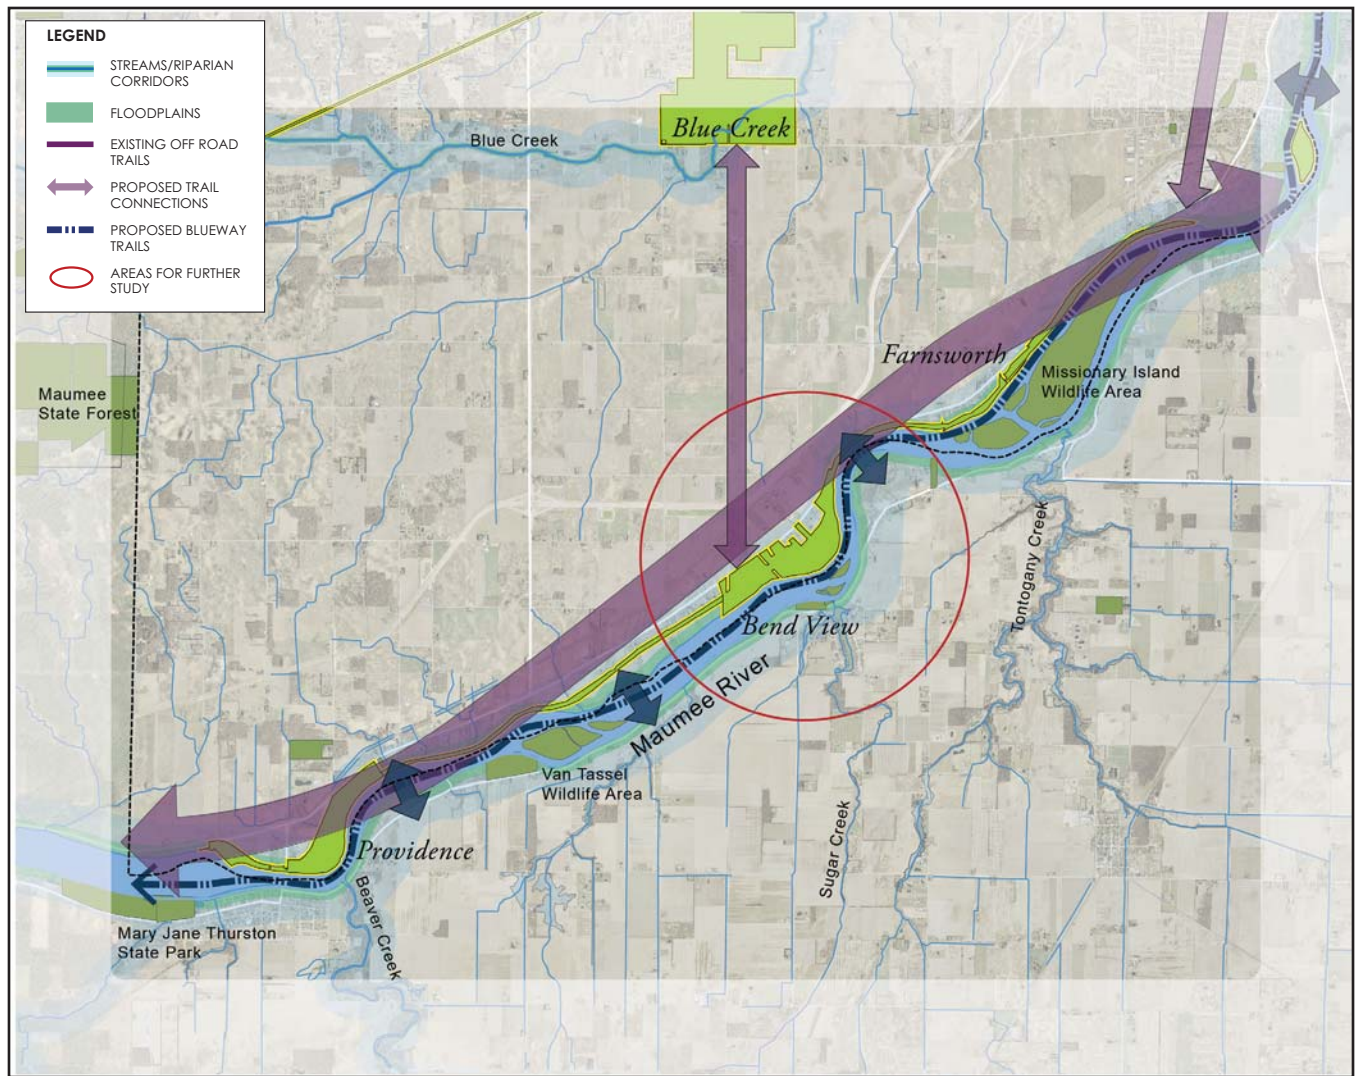 LEGEND
STREAMS/RIPARIAN
CORRIDORS
FLOODPLAINS
EXISTING OFF ROAD
TRAILS
PROPOSED TRAIL
CONNECTIONS
PROPOSED BLUEWAY
TRAILS
AREAS FOR FURTHER
STUDY
Blue Creek
Blue Creek
Farnsworth
Missionary Island
Wildlife Area
Maumee
State Forest
Tontogany Creek
Bend View
Maumee River
Van Tassel
Wildlife Area
Sugar Creek
Providence
Beaver Creek
Mary Jane Thurston
State Park